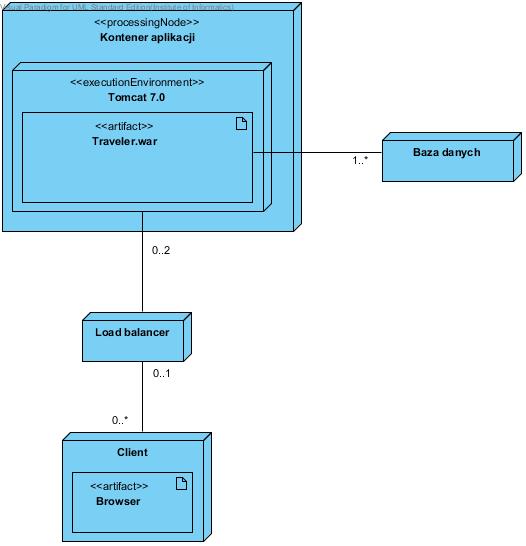 Visual Paradigm for UML Standard Edition(Institute of Informatics)
<<processingNode>>
Kontener aplikacji
<<executionEnvironment>>
Tomcat 7.0
<<artifact>>
Traveler.war
1..*
Baza danych
0..2
Load balancer
0..1
0..*
Client
<<artifact>>
Browser